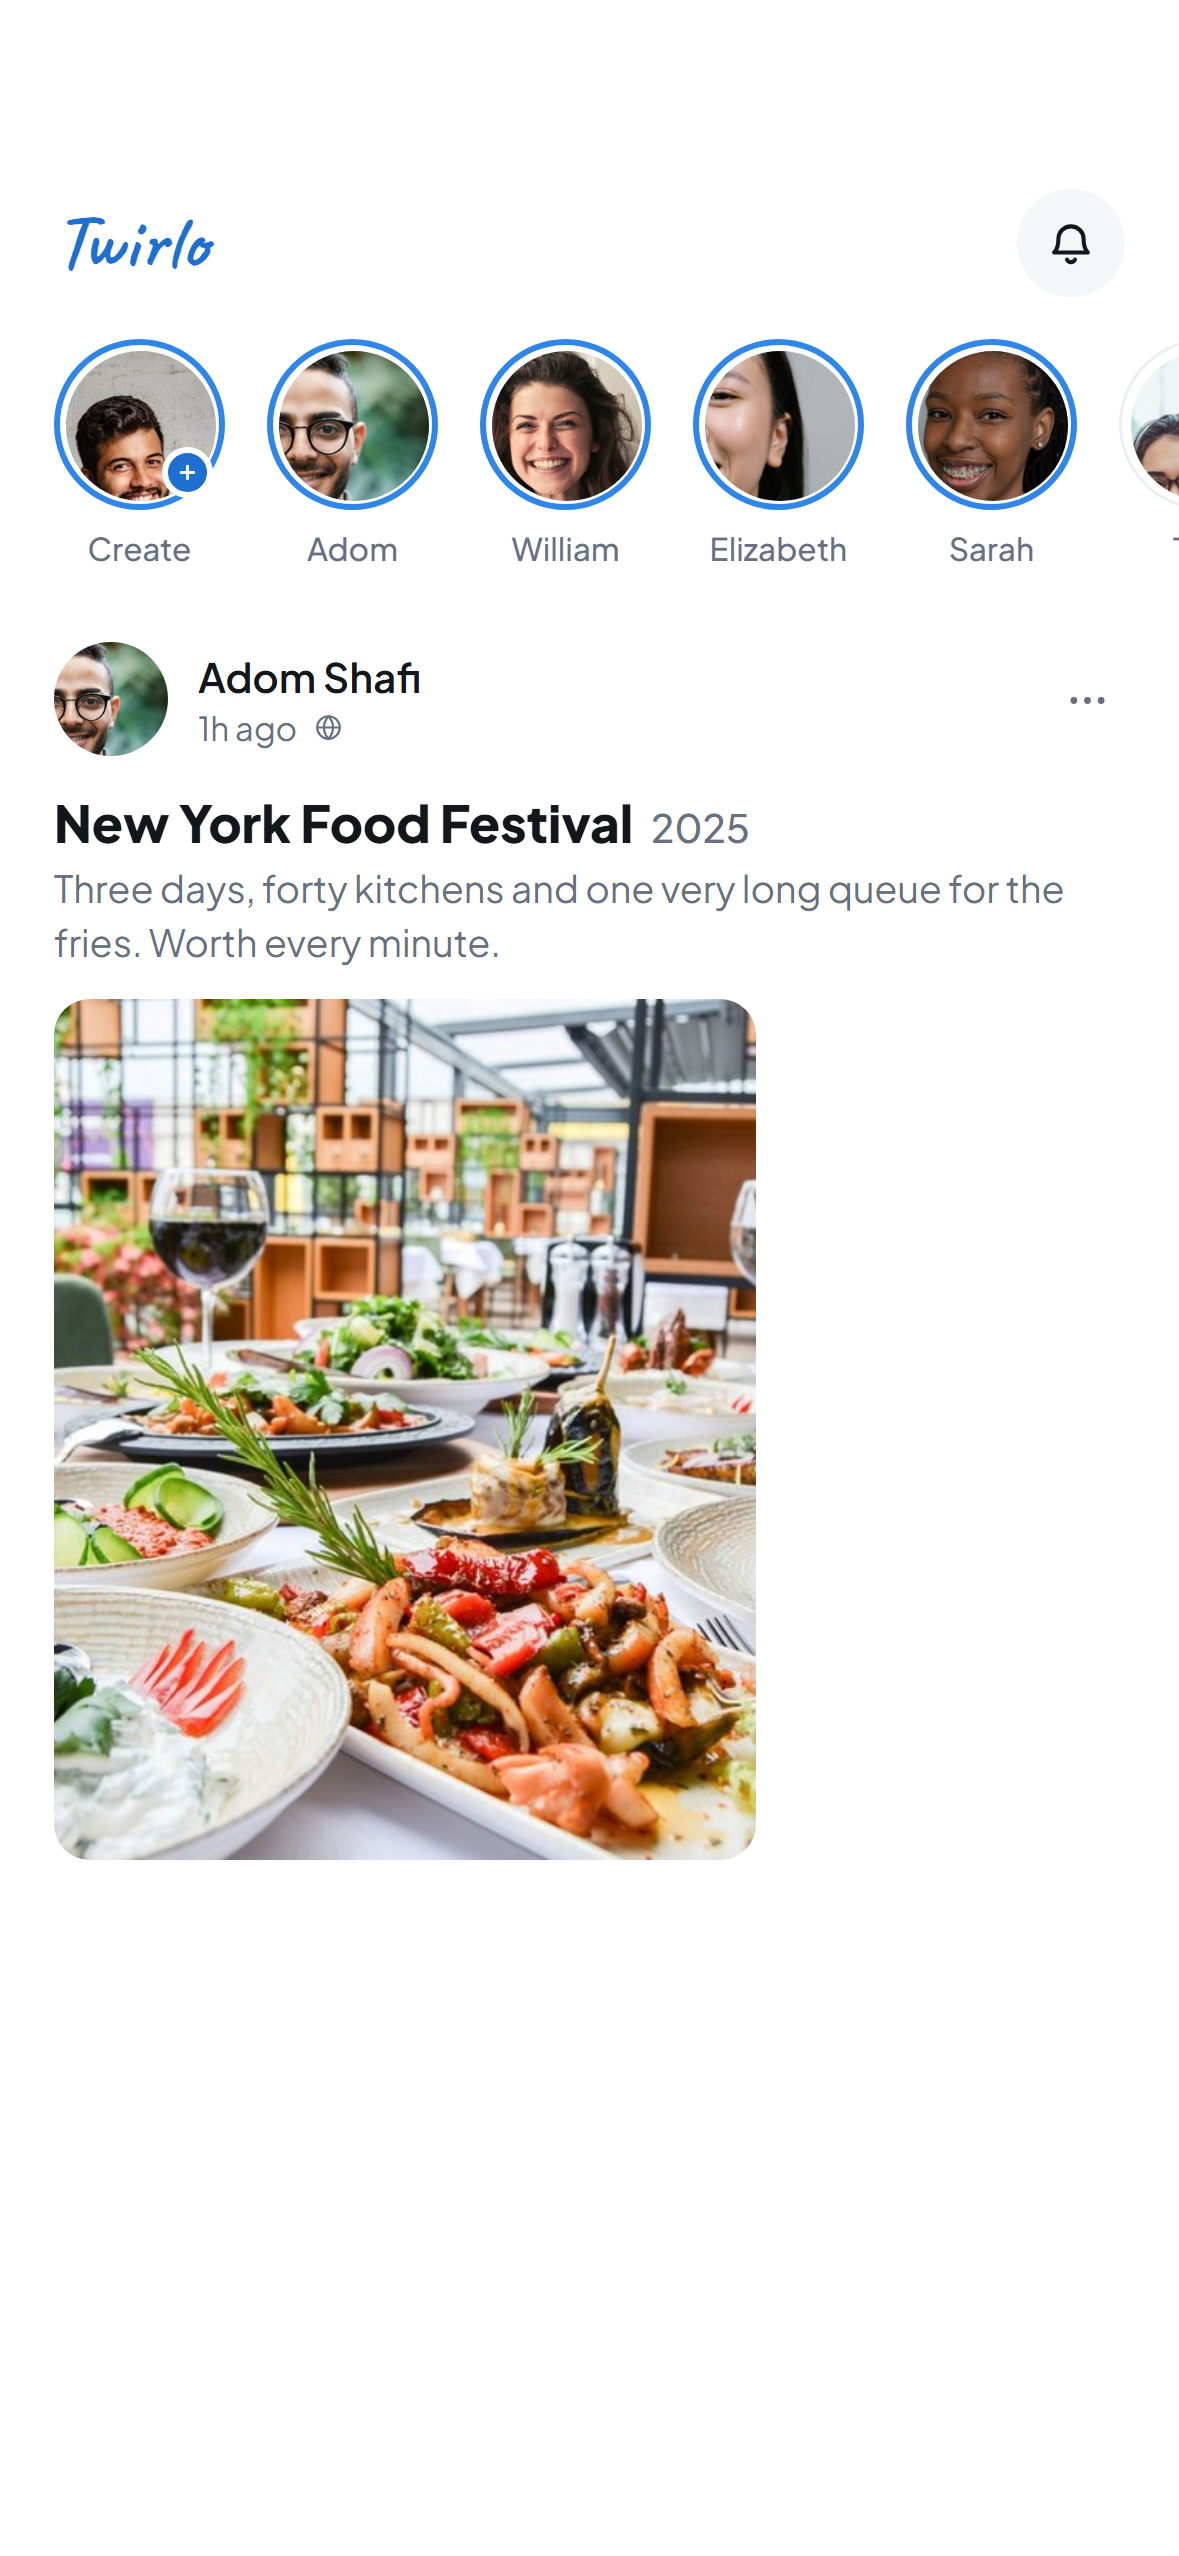 Twirlo
Create
Adom
William
Elizabeth
Sarah
Adom Shafi
1h ago
New York Food Festival 2025
Three days, forty kitchens and one very long queue for the
fries. Worth every minute.